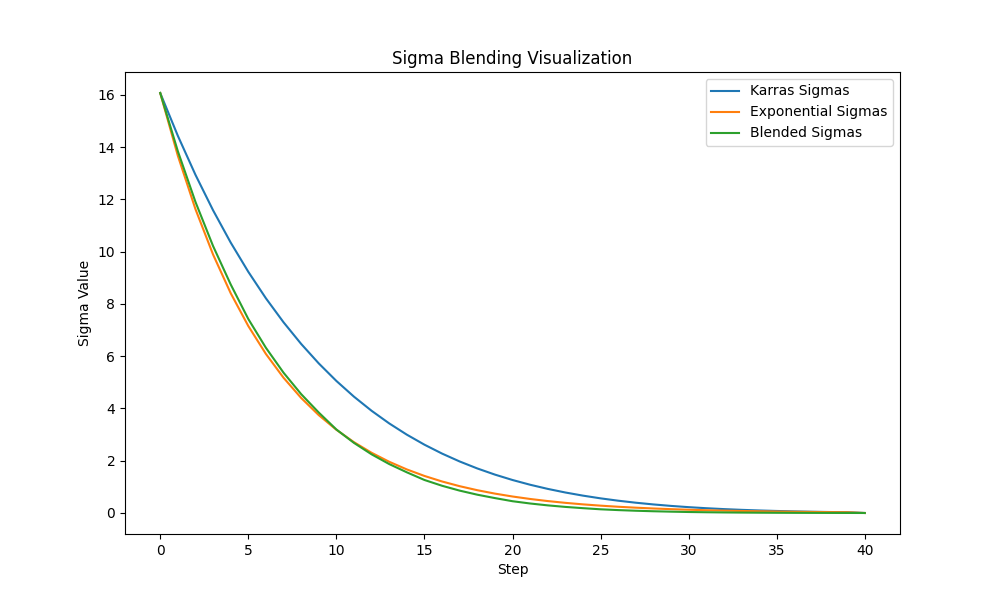 Sigma Blending Visualization
Karras Sigmas
Exponential Sigmas
Blended Sigmas
Sigma Value
16
14
12
10
8
6
4
2
0
0 5 10 15 20 25 30 35 40
Step